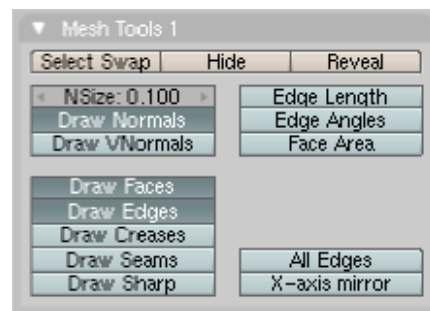 Mesh Tools 1
Select Swap Hide Reveal
NSize: 0.100
Draw Normals
Draw VNormals
Edge Length
Edge Angles
Face Area
Draw Faces
Draw Edges
Draw Creases
Draw Seams
Draw Sharp
All Edges
X-axis mirror